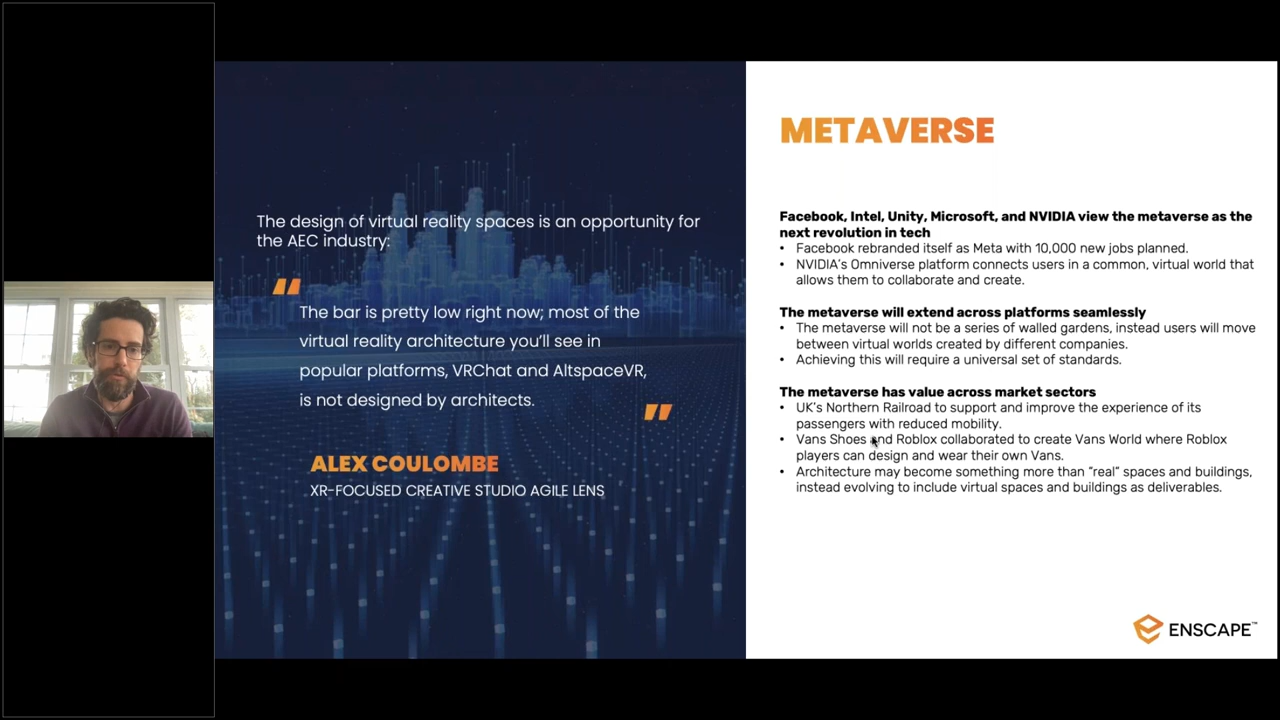 The design of virtual reality spaces is an opportunity for
the AEC industry:
"
The bar is pretty low right now; most of the
virtual reality architecture you'll see in
popular platforms, VRChat and AltspaceVR,
is not designed by architects.
"
ALEX COULOMBE
XR-FOCUSED CREATIVE STUDIO AGILE LENS
METAVERSE
Facebook, Intel, Unity, Microsoft, and NVIDIA view the metaverse as the
next revolution in tech
• Facebook rebranded itself as Meta with 10,000 new jobs planned.
• NVIDIA's Omniverse platform connects users in a common, virtual world that
allows them to collaborate and create.
The metaverse will extend across platforms seamlessly
• The metaverse will not be a series of walled gardens, instead users will move
between virtual worlds created by different companies.
• Achieving this will require a universal set of standards.
The metaverse has value across market sectors
• UK's Northern Railroad to support and improve the experience of its
passengers with reduced mobility.
• Vans Shoes and Roblox collaborated to create Vans World where Roblox
players can design and wear their own Vans.
• Architecture may become something more than "real" spaces and buildings,
instead evolving to include virtual spaces and buildings as deliverables.
ENSCAPE™